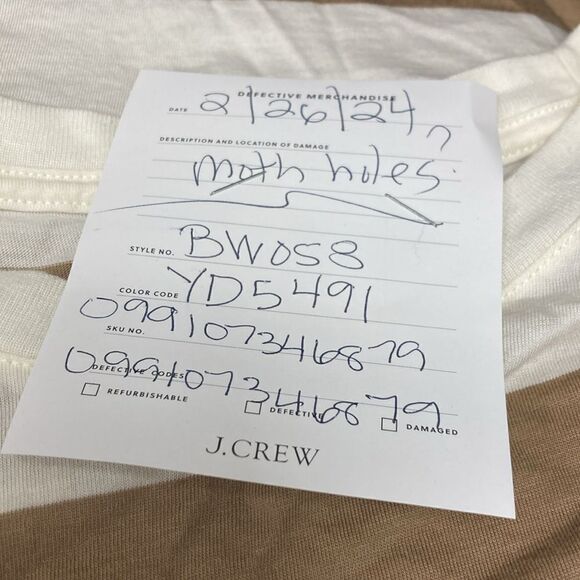 DEFECTIVE MERCHANDISE
DATE 2/26/24
DESCRIPTION AND LOCATION OF DAMAGE
moth holes
STYLE NO. BW058
COLOR CODE YD5491
099107346879
SKU NO.
099107346879
DEFECTIVE CODES
REFURBISHABLE DEFECTIVE DAMAGED
J.CREW